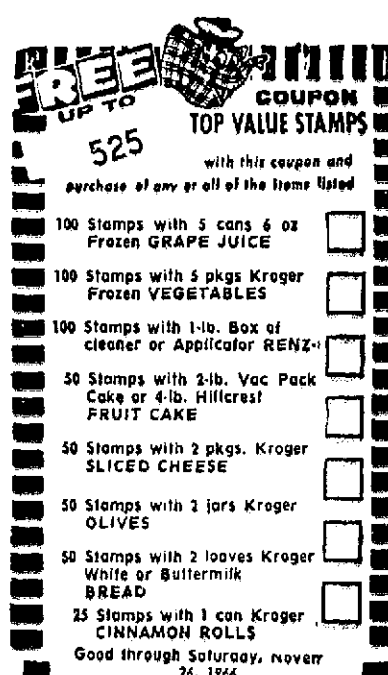 FREE
UP TO
525
COUPON
TOP VALUE STAMPS
with this coupon and
purchase of any or all of the items listed
100 Stamps with 5 cans 6 oz
Frozen GRAPE JUICE
100 Stamps with 5 pkgs Kroger
Frozen VEGETABLES
100 Stamps with 1-lb. Box of
cleaner or Applicator RENZ
50 Stamps with 2-lb. Vac Pack
Cake or 4-lb. Hillcrest
FRUIT CAKE
50 Stamps with 2 pkgs. Kroger
SLICED CHEESE
50 Stamps with 2 jars Kroger
OLIVES
50 Stamps with 2 loaves Kroger
White or Buttermilk
BREAD
25 Stamps with 1 can Kroger
CINNAMON ROLLS
Good through Saturday, Novem
26, 1966